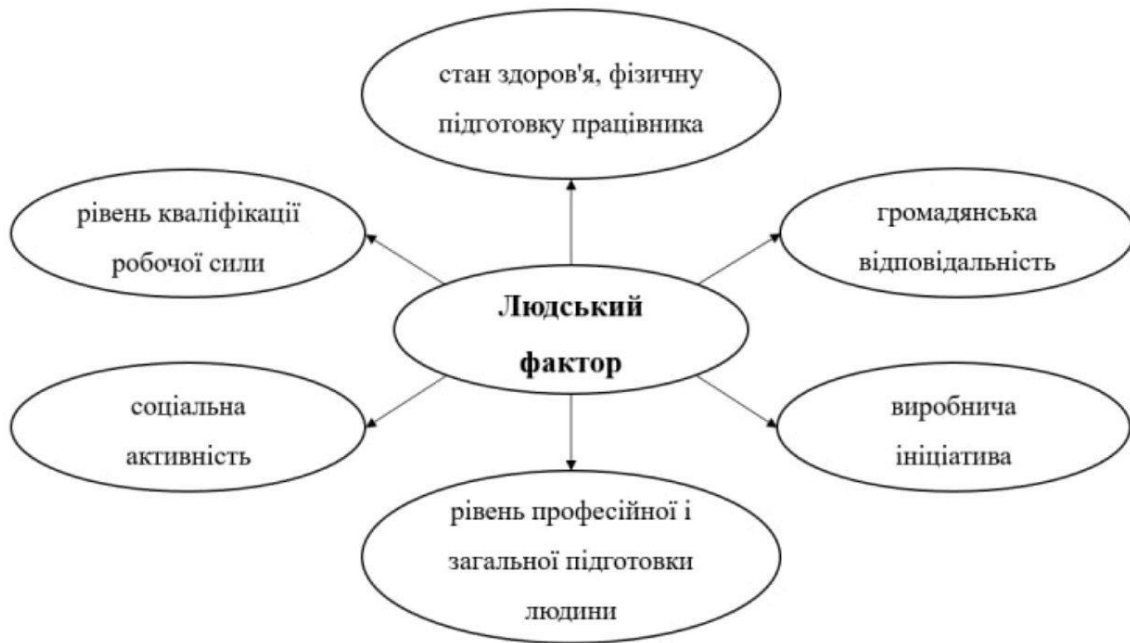 стан здоров'я, фізичну
підготовку працівника
рівень кваліфікації
робочої сили
громадянська
відповідальність
Людський
фактор
соціальна
активність
виробнича
ініціатива
рівень професійної і
загальної підготовки
людини